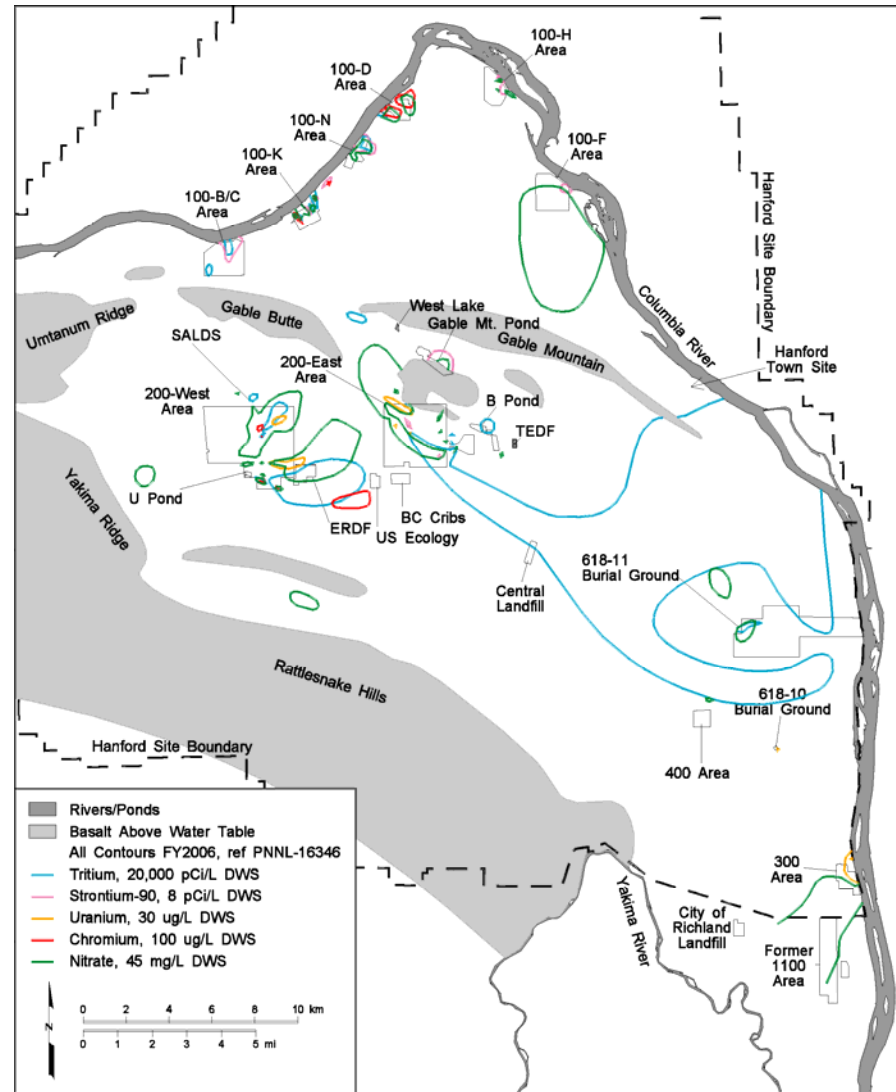 100-H
Area
100-D
Area
100-N
Area
100-K
Area
100-F
100-B/C
Area
Hanford Site Boundary
Columbia River
Umtanum Ridge
Gable Butte
West Lake
Gable Mt. Pond
Gable Mountain
Hanford
Town Site
SALDS
200-East
Area
200-West
Area
B Pond
TEDF
U Pond
ERDF
US Ecology
BC Cribs
Yakima Ridge
Central
Landfill
618-11
Burial Ground
Rattlesnake Hills
618-10
Burial Ground
400 Area
Hanford Site Boundary
Rivers/Ponds
Basalt Above Water Table
All Contours FY2006, ref PNNL-16346
Tritium, 20,000 pCi/L DWS
Strontium-90, 8 pCi/L DWS
Uranium, 30 ug/L DWS
Chromium, 100 ug/L DWS
Nitrate, 45 mg/L DWS
N
0 2 4 6 8 10 km
0 1 2 3 4 5 mi
Yakima River
300
Area
City of
Richland
Landfill
Former
1100
Area